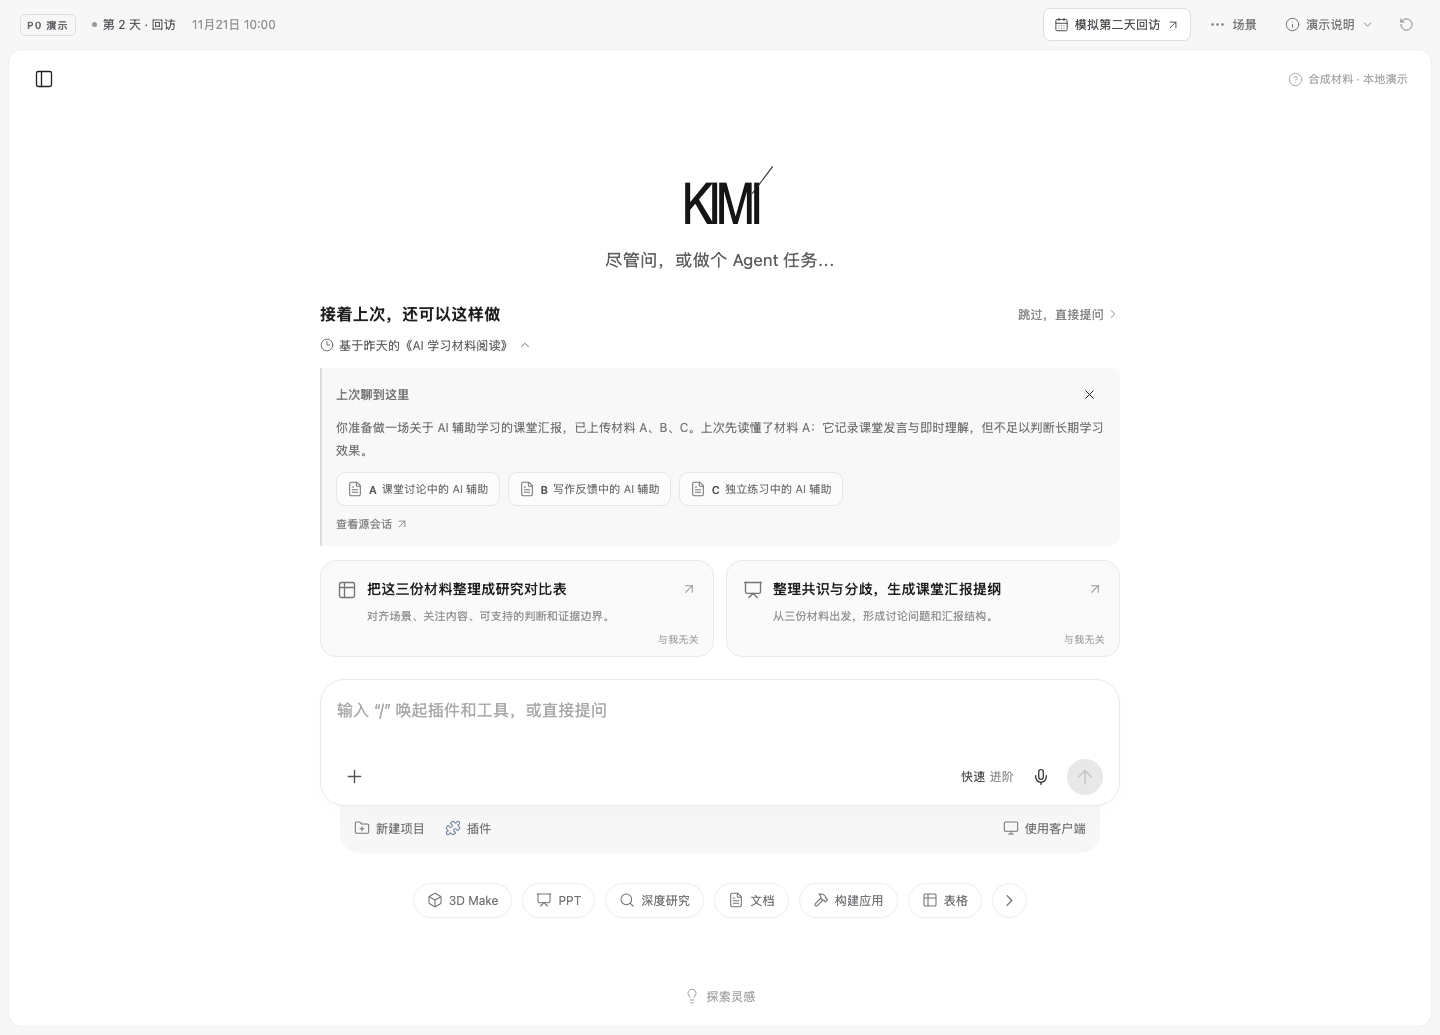 P0 演示
第 2 天 · 回访
11月21日 10:00
模拟第二天回访
场景
演示说明
合成材料 · 本地演示
KIMI
尽管问，或做个 Agent 任务...
接着上次，还可以这样做
跳过，直接提问
基于昨天的《AI 学习材料阅读》
上次聊到这里
你准备做一场关于 AI 辅助学习的课堂汇报，已上传材料 A、B、C。上次先读懂了材料 A：它记录课堂发言与即时理解，但不足以判断长期学习
效果。
A 课堂讨论中的 AI 辅助
B 写作反馈中的 AI 辅助
C 独立练习中的 AI 辅助
查看源会话
把这三份材料整理成研究对比表
对齐场景、关注内容、可支持的判断和证据边界。
与我无关
整理共识与分歧，生成课堂汇报提纲
从三份材料出发，形成讨论问题和汇报结构。
与我无关
输入 “/” 唤起插件和工具，或直接提问
快速 进阶
新建项目
插件
使用客户端
3D Make
PPT
深度研究
文档
构建应用
表格
探索灵感